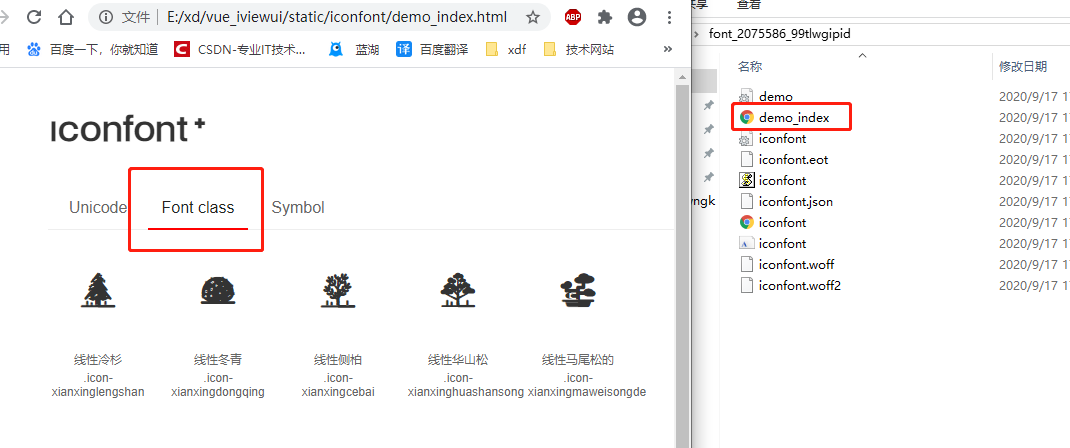 文件 E:/xd/vue_iviewui/static/iconfont/demo_index.html
ABP
用 百度一下，你就知道 CSDN-专业IT技术... 蓝湖 译 百度翻译 xdf 技术网站 »
iconfont+
Unicode Font class Symbol
线性冷杉 线性冬青 线性侧柏 线性华山松 线性马尾松的
.icon- .icon- .icon- .icon- .icon-
xianxinglengshan xianxingdongqing xianxingcebai xianxinghuashansong xianxingmaweisongde
共享 查看
font_2075586_99tlwgipid
名称 修改日期
demo 2020/9/17 1
demo_index 2020/9/17 1
iconfont 2020/9/17 1
iconfont.eot 2020/9/17 1
iconfont 2020/9/17 1
iconfont.json 2020/9/17 1
iconfont 2020/9/17 1
iconfont 2020/9/17 1
iconfont.woff 2020/9/17 1
iconfont.woff2 2020/9/17 1